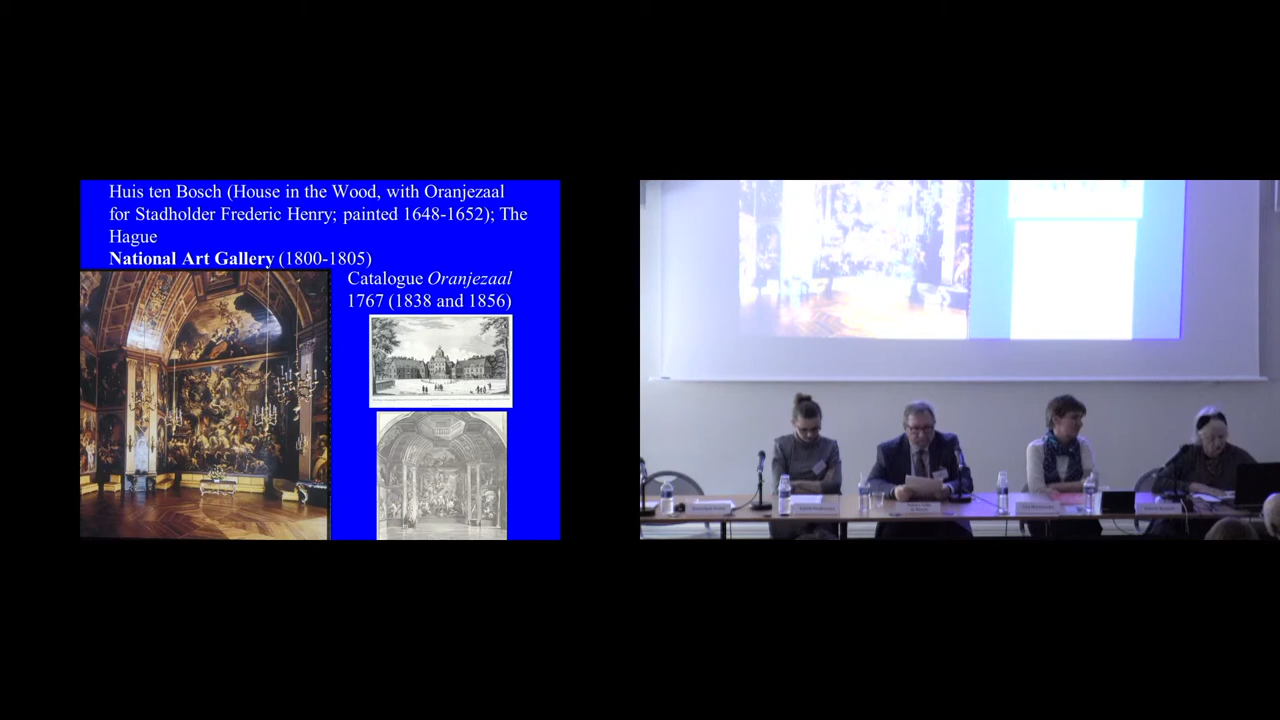 Huis ten Bosch (House in the Wood, with Oranjezaal
for Stadholder Frederic Henry; painted 1648-1652); The
Hague
National Art Gallery (1800-1805)
Catalogue Oranjezaal
1767 (1838 and 1856)